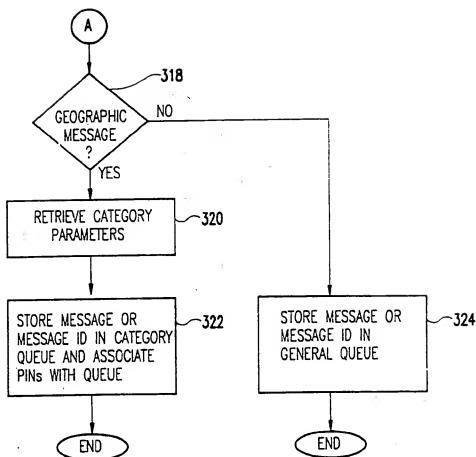 A
318
GEOGRAPHIC
MESSAGE
?
NO
YES
RETRIEVE CATEGORY
PARAMETERS
320
STORE MESSAGE OR
MESSAGE ID IN CATEGORY
QUEUE AND ASSOCIATE
PINs WITH QUEUE
322
STORE MESSAGE OR
MESSAGE ID IN
GENERAL QUEUE
324
END
END